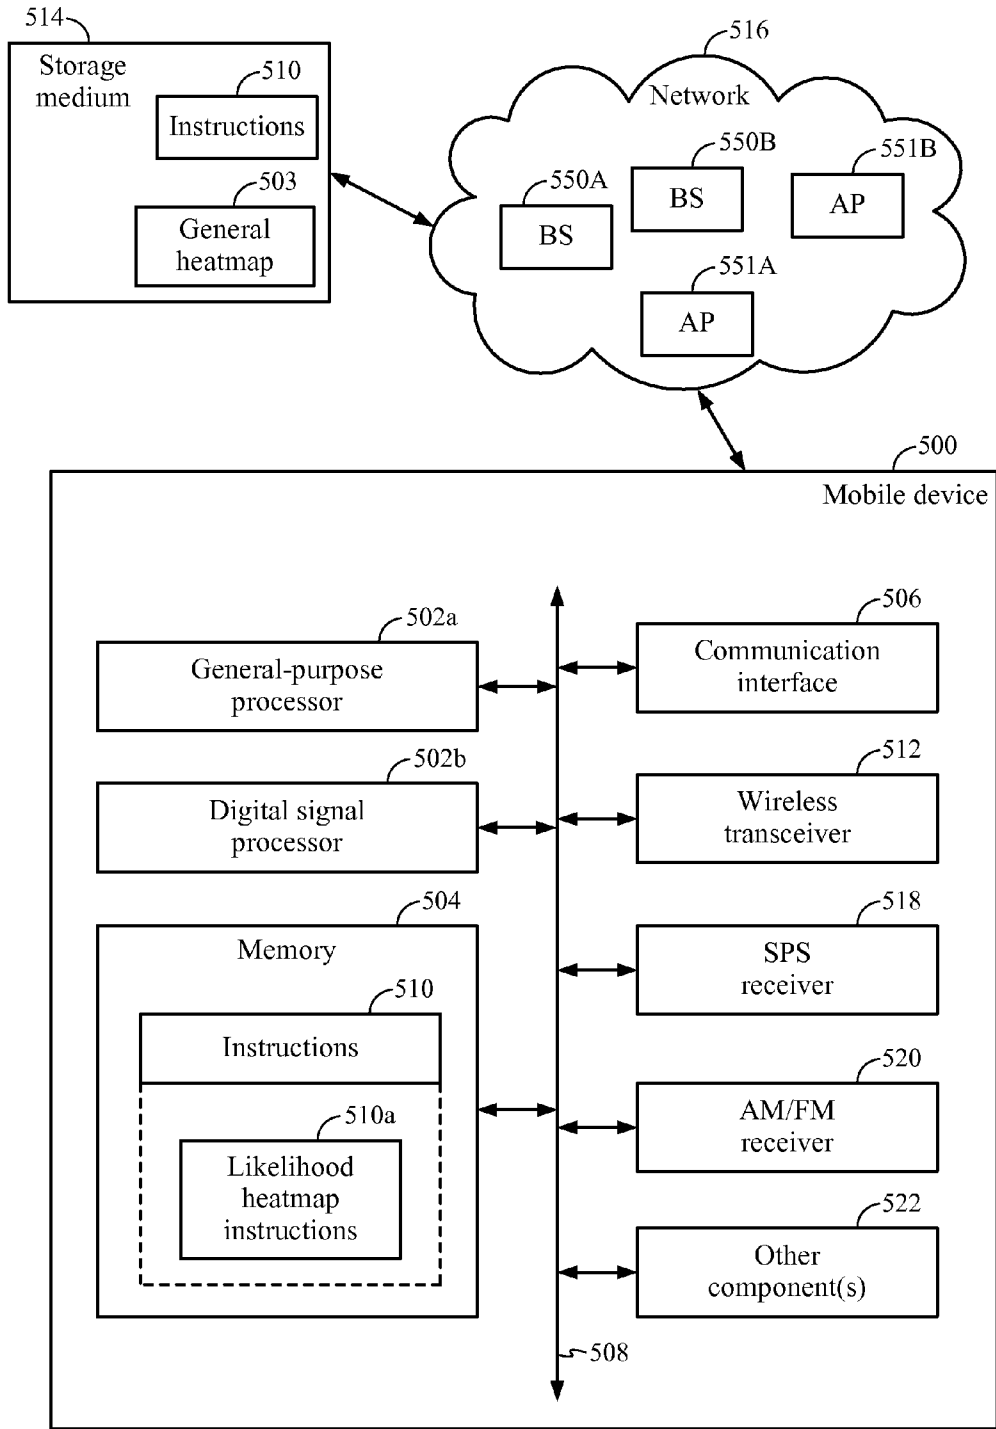 514
Storage
medium
510
Instructions
503
General
heatmap
516
Network
550A
BS
550B
BS
551B
AP
551A
AP
500
Mobile device
502a
General-purpose
processor
502b
Digital signal
processor
504
Memory
510
Instructions
510a
Likelihood
heatmap
instructions
506
Communication
interface
512
Wireless
transceiver
518
SPS
receiver
520
AM/FM
receiver
522
Other
component(s)
508